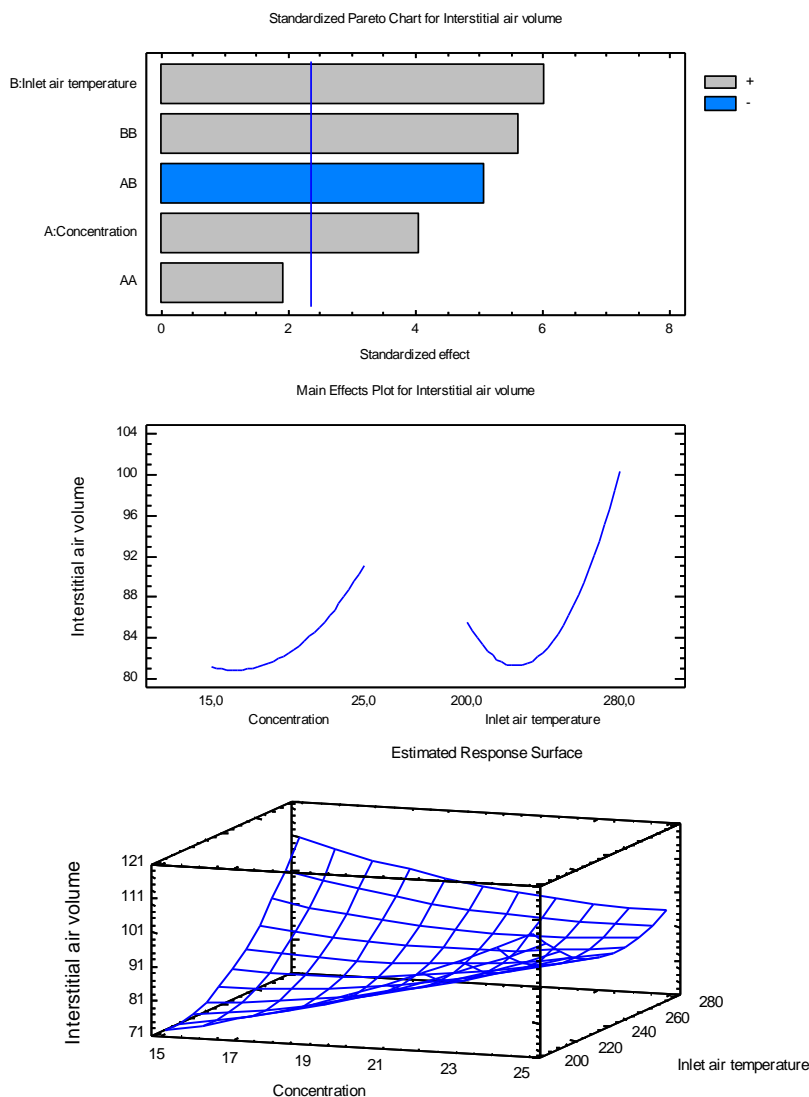 Standardized Pareto Chart for Interstitial air volume
B:Inlet air temperature
BB
AB
A:Concentration
AA
+
-
0 2 4 6 8
Standardized effect
Main Effects Plot for Interstitial air volume
Interstitial air volume
104
100
96
92
88
84
80
15,0 25,0 200,0 280,0
Concentration Inlet air temperature
Estimated Response Surface
Interstitial air volume
121
111
101
91
81
71
15 17 19 21 23 25
Concentration
200 220 240 260 280
Inlet air temperature